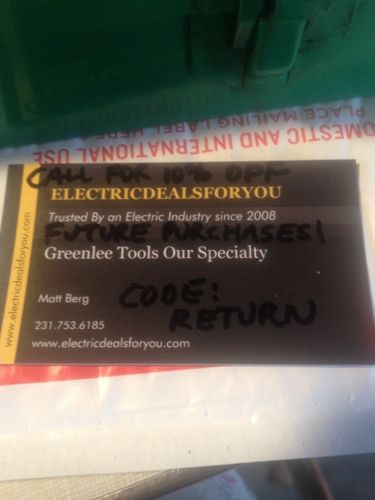 PLACE MAILING LABEL HERE
DOMESTIC AND INTERNATIONAL USE
CALL FOR 10% OFF
ELECTRICDEALSFORYOU
Trusted By an Electric Industry since 2008
FUTURE PURCHASES!
Greenlee Tools Our Specialty
Matt Berg
CODE:
RETURN
231.753.6185
www.electricdealsforyou.com
www.electricdealsforyou.com